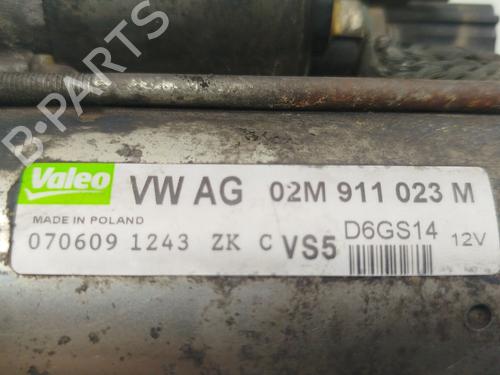 B-PARTS
Valeo VW AG 02M 911 023 M
MADE IN POLAND
070609 1243 ZK C VS5 D6GS14 12V